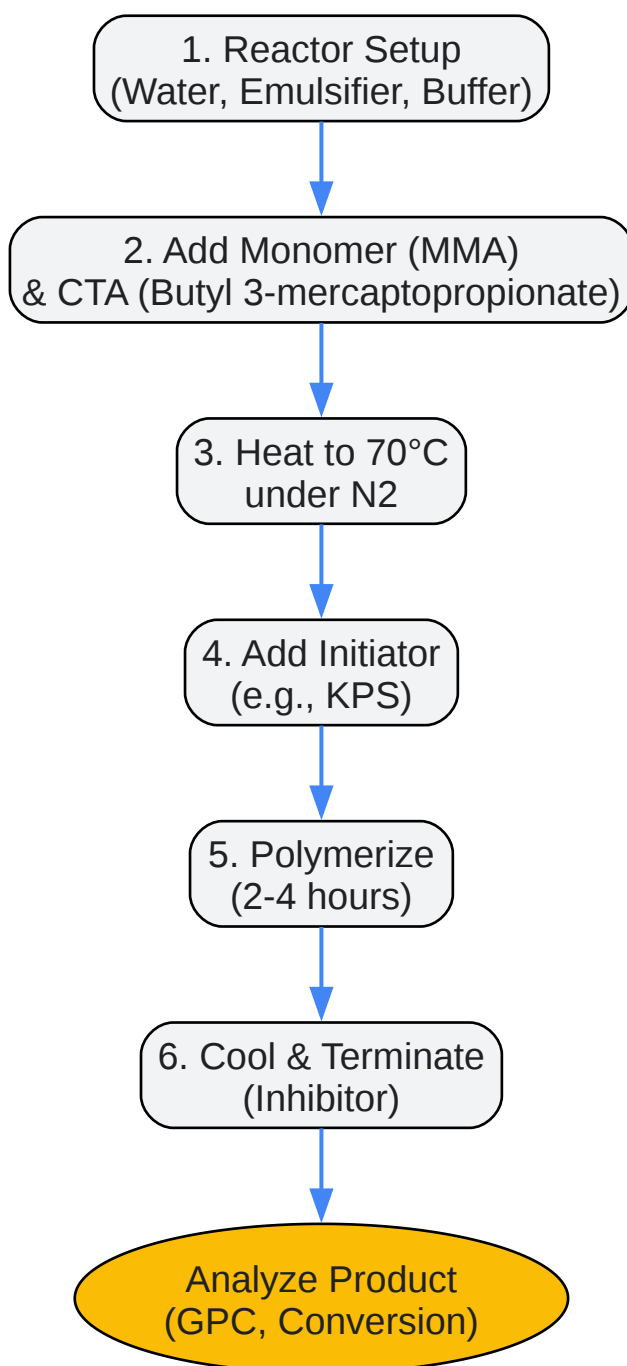 1. Reactor Setup
(Water, Emulsifier, Buffer)
2. Add Monomer (MMA)
& CTA (Butyl 3-mercaptopropionate)
3. Heat to 70°C
under N2
4. Add Initiator
(e.g., KPS)
5. Polymerize
(2-4 hours)
6. Cool & Terminate
(Inhibitor)
Analyze Product
(GPC, Conversion)